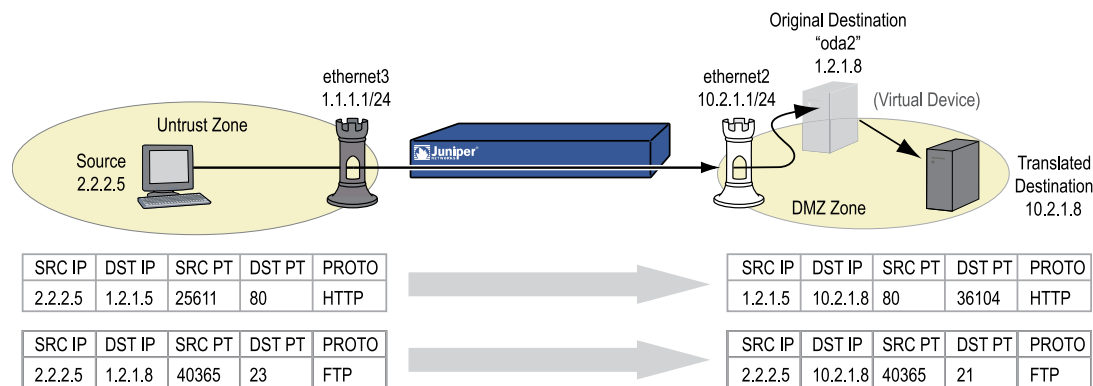 Original Destination
“oda2”
1.2.1.8
ethernet3
1.1.1.1/24
ethernet2
10.2.1.1/24
(Virtual Device)
Untrust Zone
Source
2.2.2.5
Juniper
NETWORKS
Translated
Destination
10.2.1.8
DMZ Zone
SRC IP DST IP SRC PT DST PT PROTO
2.2.2.5 1.2.1.5 25611 80 HTTP
SRC IP DST IP SRC PT DST PT PROTO
1.2.1.5 10.2.1.8 80 36104 HTTP
SRC IP DST IP SRC PT DST PT PROTO
2.2.2.5 1.2.1.8 40365 23 FTP
SRC IP DST IP SRC PT DST PT PROTO
2.2.2.5 10.2.1.8 40365 21 FTP